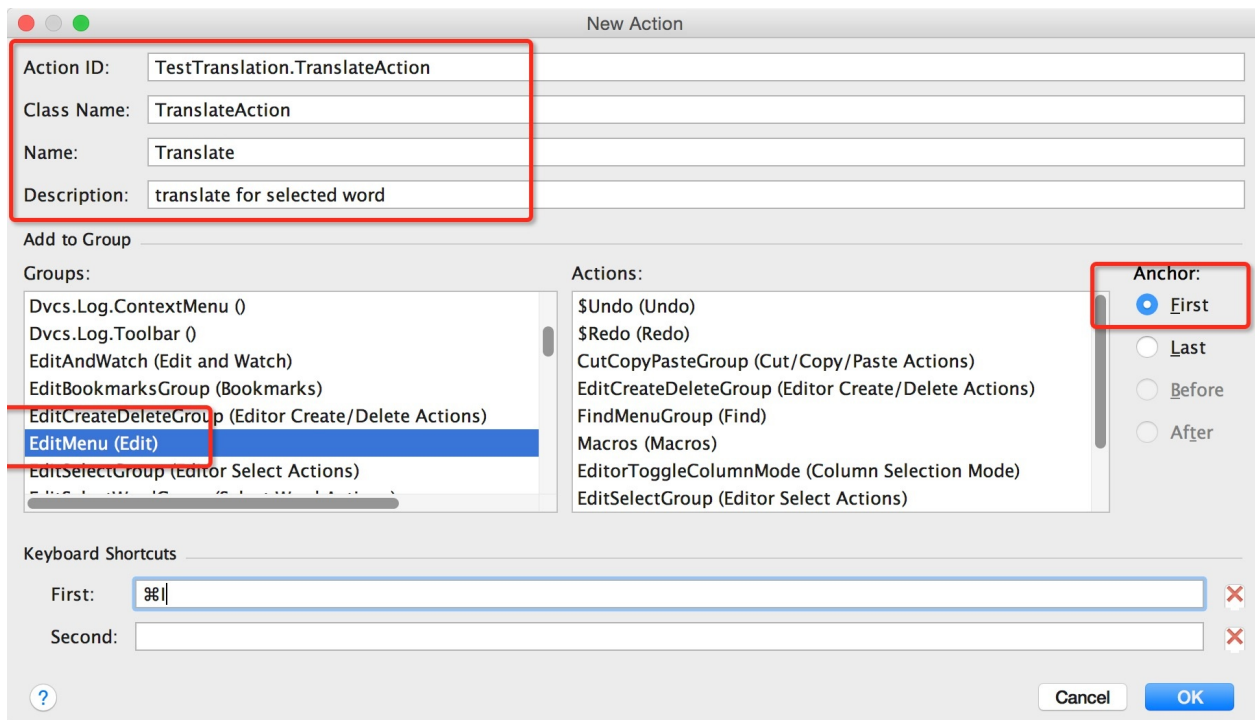 New Action
Action ID: TestTranslation.TranslateAction
Class Name: TranslateAction
Name: Translate
Description: translate for selected word
Add to Group
Groups: Actions: Anchor:
Dvcs.Log.ContextMenu () $Undo (Undo) First
Dvcs.Log.Toolbar () $Redo (Redo)
EditAndWatch (Edit and Watch) CutCopyPasteGroup (Cut/Copy/Paste Actions) Last
EditBookmarksGroup (Bookmarks) EditCreateDeleteGroup (Editor Create/Delete Actions) Before
EditCreateDeleteGroup (Editor Create/Delete Actions) FindMenuGroup (Find)
EditMenu (Edit) Macros (Macros) After
EditSelectGroup (Editor Select Actions) EditorToggleColumnMode (Column Selection Mode)
EditSelectGroup (Editor Select Actions)
Keyboard Shortcuts
First: ⌘I
Second:
? Cancel OK